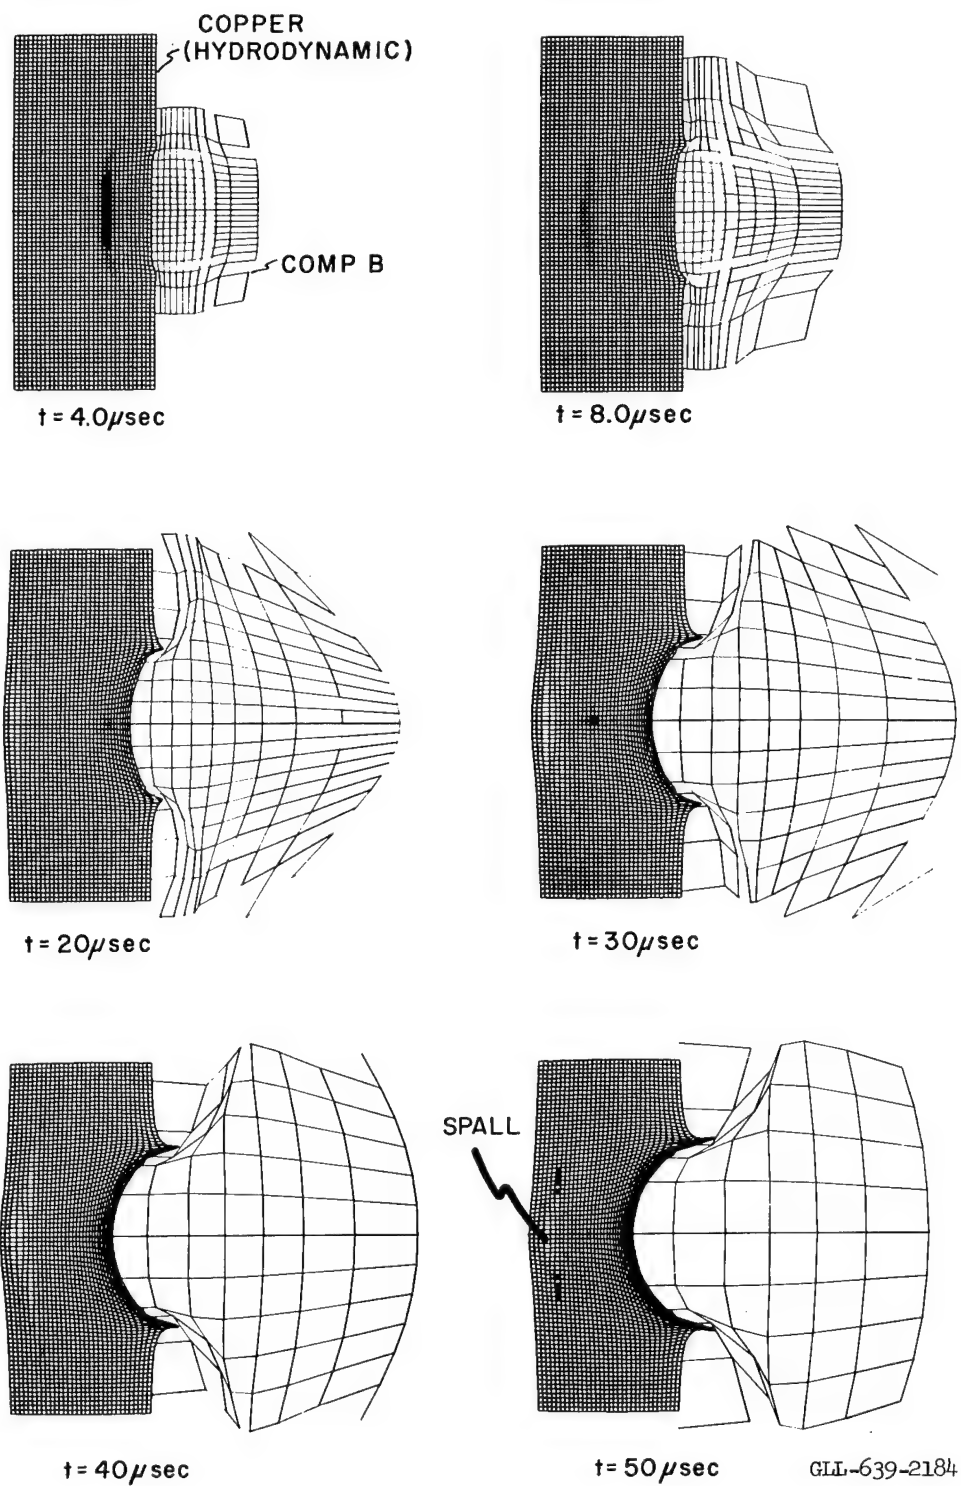 COPPER
(HYDRODYNAMIC)
COMP B
t = 4.0μsec
t = 8.0μsec
t = 20μsec
t = 30μsec
SPALL
t = 40μsec
t = 50μsec
GLL-639-2184